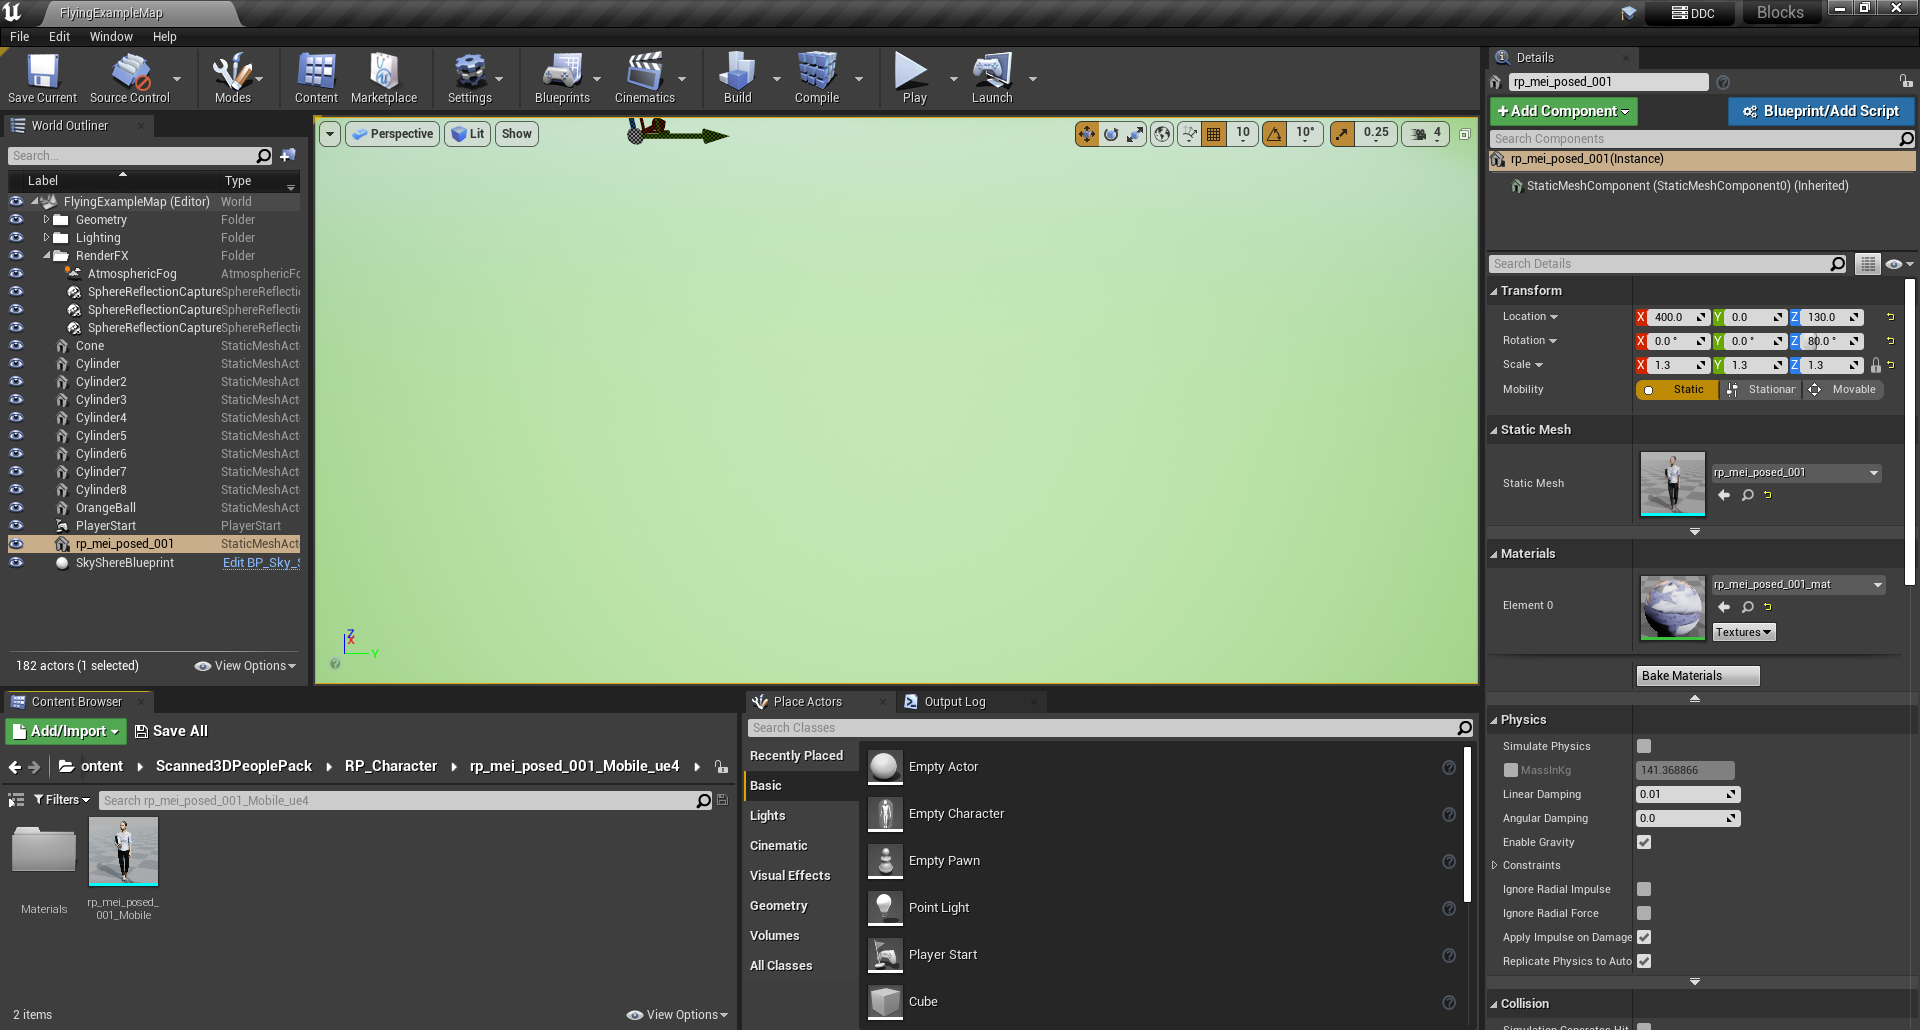 FlyingExampleMap
DDC
Blocks
File Edit Window Help
Save Current
Source Control
Modes
Content
Marketplace
Settings
Blueprints
Cinematics
Build
Compile
Play
Launch
World Outliner
Search...
Label Type
FlyingExampleMap (Editor) World
Geometry Folder
Lighting Folder
RenderFX Folder
AtmosphericFog AtmosphericFo
SphereReflectionCapture SphereReflecti
SphereReflectionCapture SphereReflecti
SphereReflectionCapture SphereReflecti
Cone StaticMeshAct
Cylinder StaticMeshAct
Cylinder2 StaticMeshAct
Cylinder3 StaticMeshAct
Cylinder4 StaticMeshAct
Cylinder5 StaticMeshAct
Cylinder6 StaticMeshAct
Cylinder7 StaticMeshAct
Cylinder8 StaticMeshAct
OrangeBall StaticMeshAct
PlayerStart PlayerStart
rp_mei_posed_001 StaticMeshAct
SkyShereBlueprint Edit BP_Sky_S
182 actors (1 selected) View Options
Perspective Lit Show
10 10° 0.25 4
Z
X
Y
Details
rp_mei_posed_001
+Add Component
Blueprint/Add Script
Search Components
rp_mei_posed_001(Instance)
StaticMeshComponent (StaticMeshComponent0) (Inherited)
Search Details
Transform
Location X 400.0 Y 0.0 Z 130.0
Rotation X 0.0 ° Y 0.0 ° Z 80.0 °
Scale X 1.3 Y 1.3 Z 1.3
Mobility Static Stationar Movable
Static Mesh
Static Mesh rp_mei_posed_001
Materials
Element 0 rp_mei_posed_001_mat
Textures
Bake Materials
Physics
Simulate Physics
MassInKg 141.368866
Linear Damping 0.01
Angular Damping 0.0
Enable Gravity
Constraints
Ignore Radial Impulse
Ignore Radial Force
Apply Impulse on Damage
Replicate Physics to Auto
Collision
Simulation Generates Hit
Content Browser
Add/Import Save All
ontent Scanned3DPeoplePack RP_Character rp_mei_posed_001_Mobile_ue4
Filters Search rp_mei_posed_001_Mobile_ue4
Materials
rp_mei_posed_
001_Mobile
2 items View Options
Place Actors
Output Log
Search Classes
Recently Placed
Basic
Lights
Cinematic
Visual Effects
Geometry
Volumes
All Classes
Empty Actor
Empty Character
Empty Pawn
Point Light
Player Start
Cube